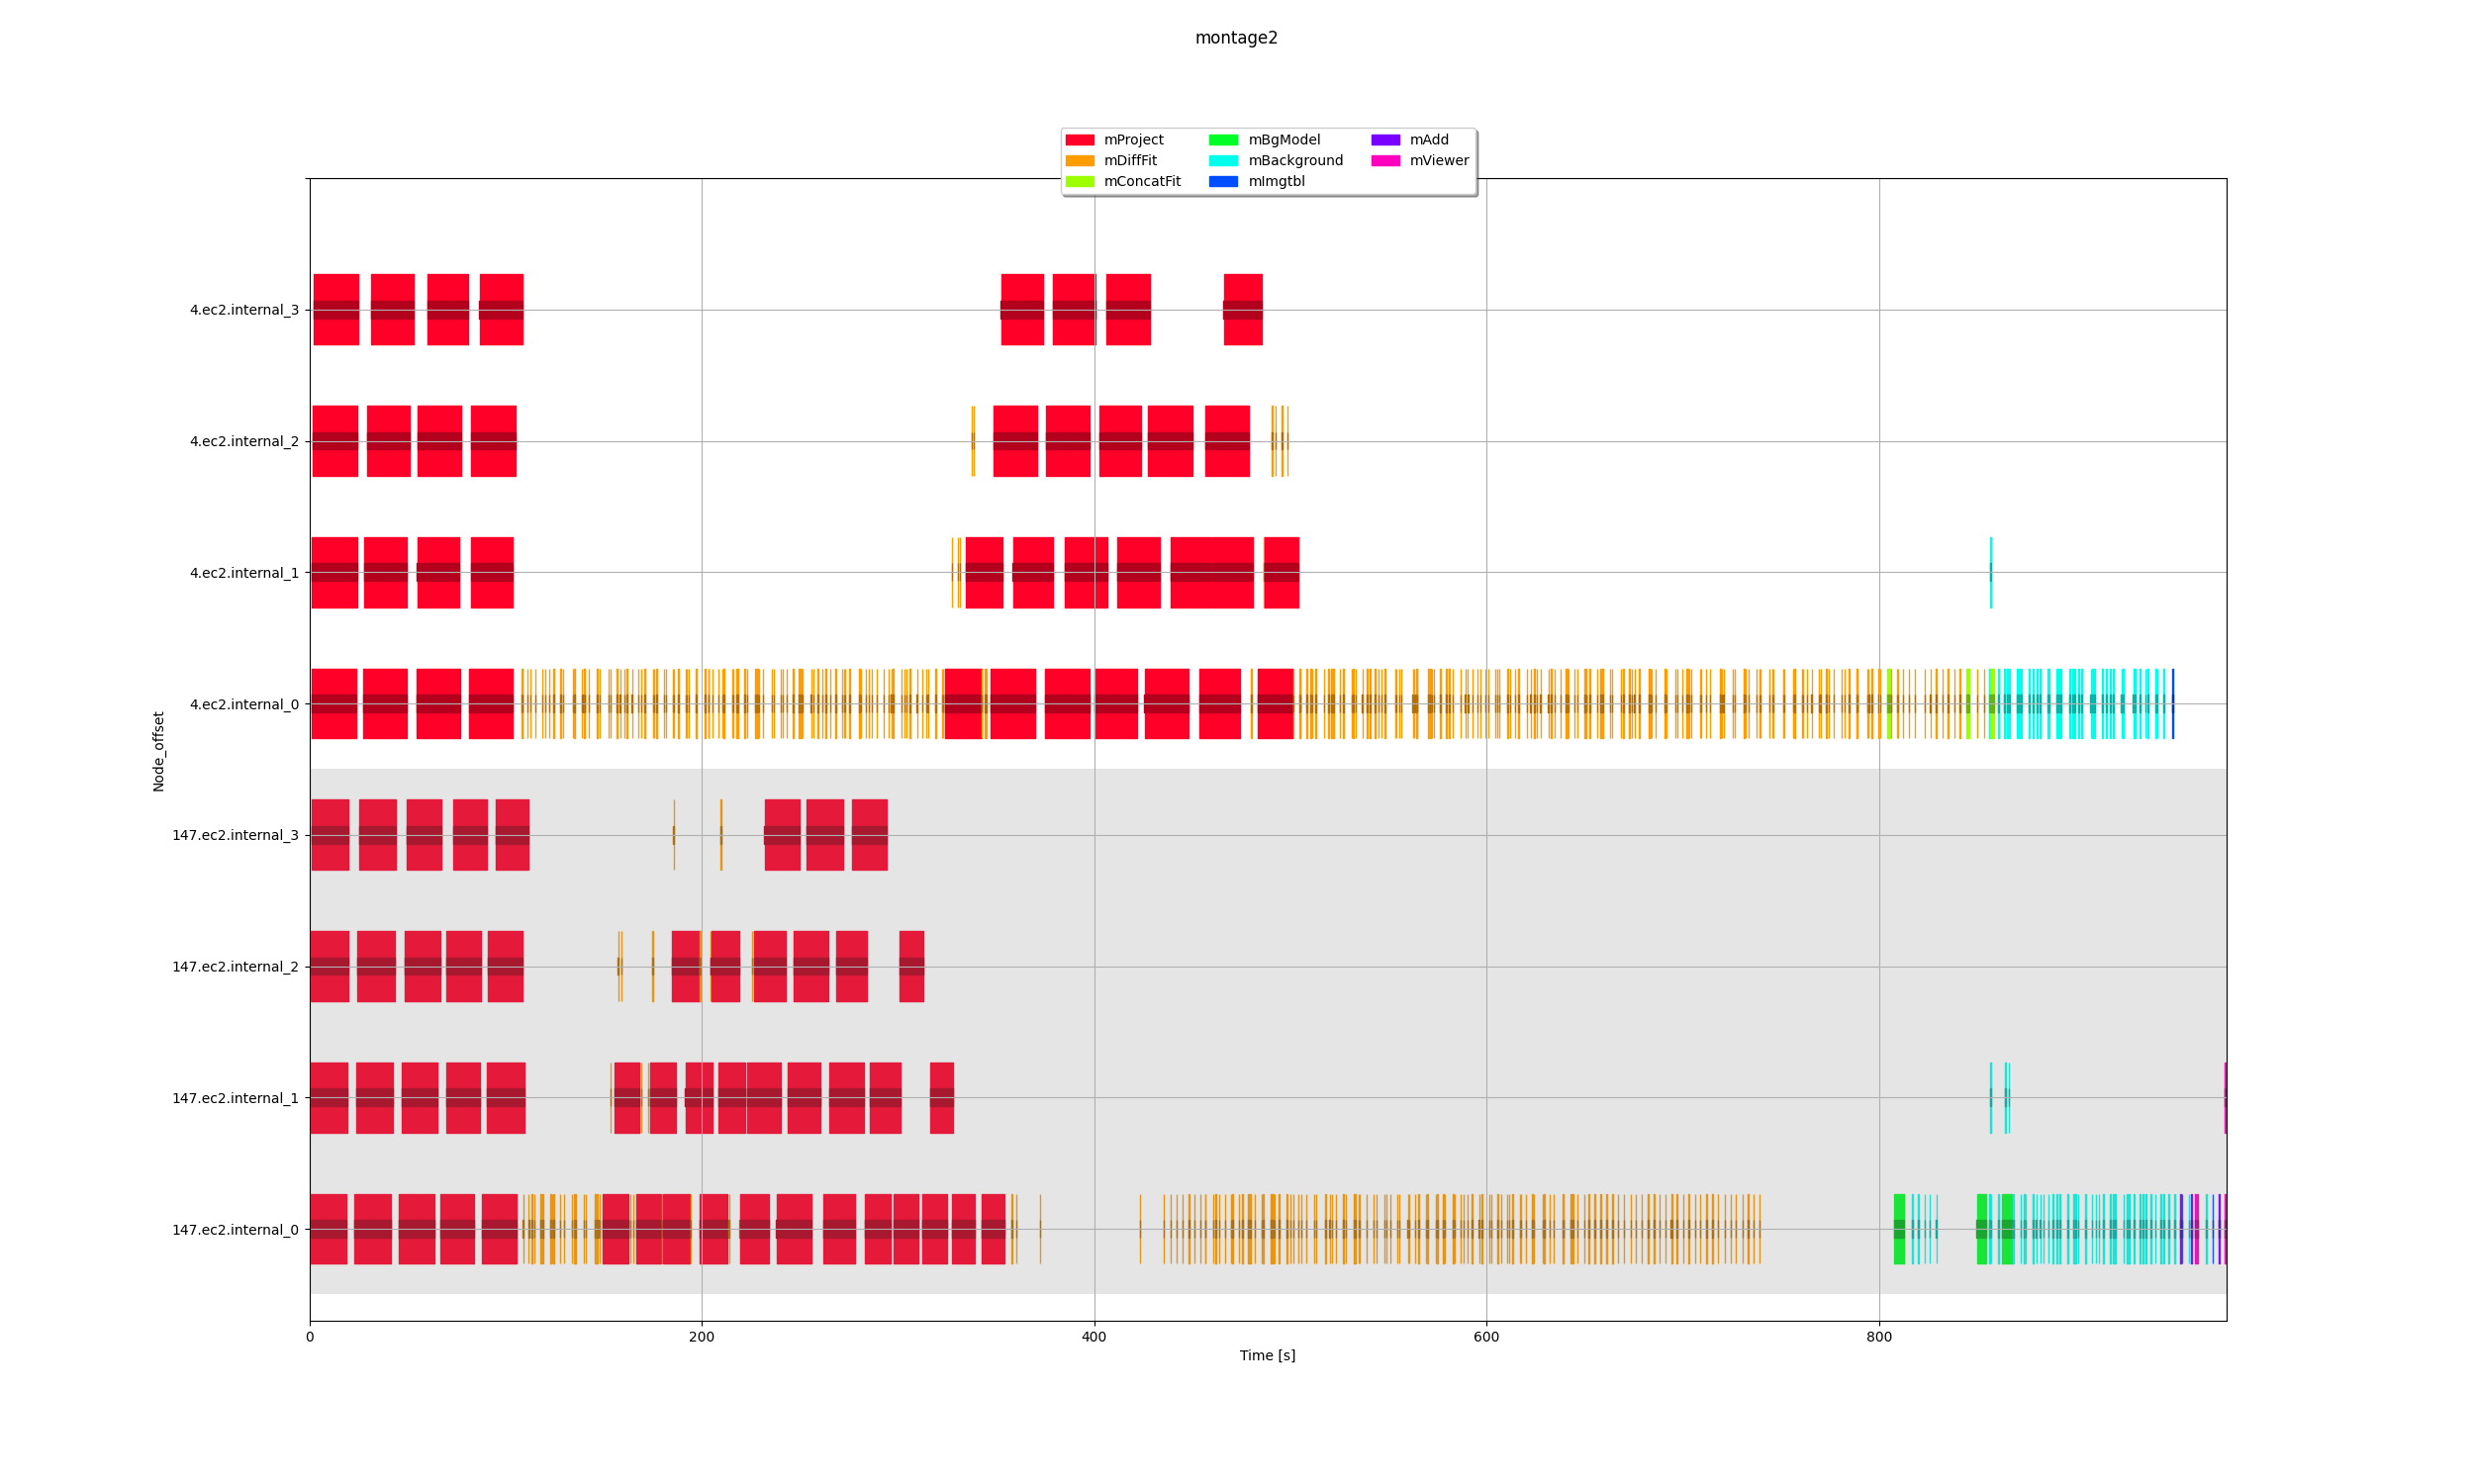 montage2
mProject mBgModel mAdd
mDiffFit mBackground mViewer
mConcatFit mImgtbl
4.ec2.internal_3
4.ec2.internal_2
4.ec2.internal_1
4.ec2.internal_0
147.ec2.internal_3
147.ec2.internal_2
147.ec2.internal_1
147.ec2.internal_0
Node_offset
0 200 400 600 800
Time [s]